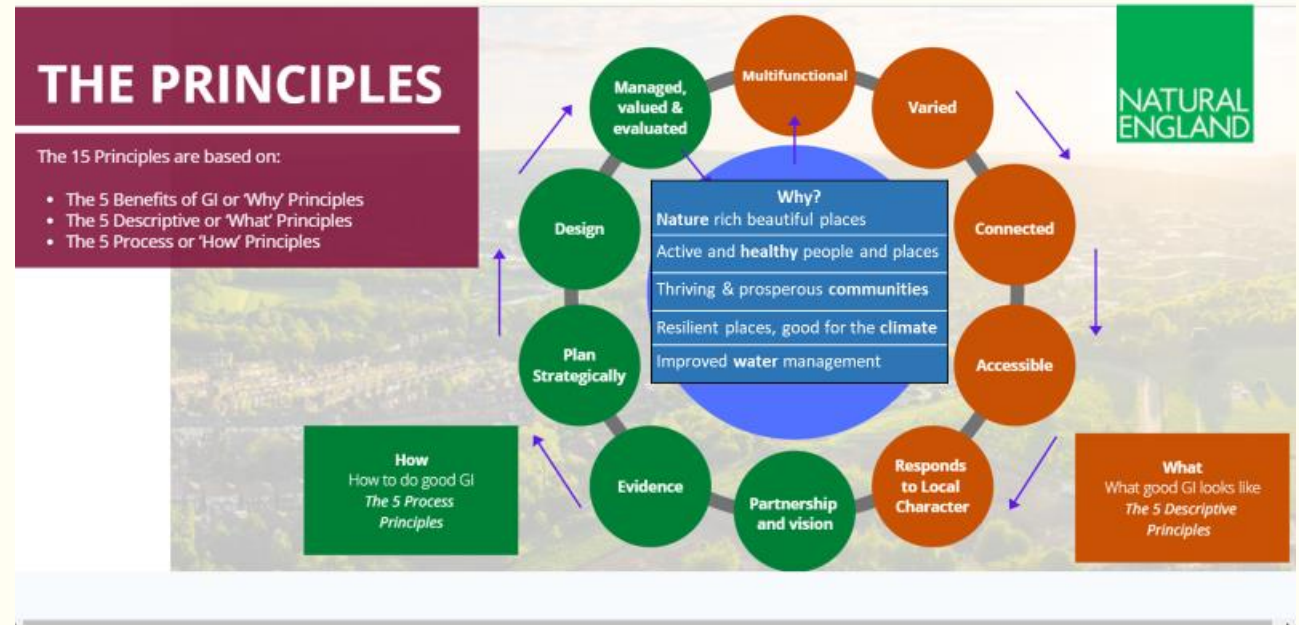 THE PRINCIPLES
The 15 Principles are based on:
• The 5 Benefits of GI or 'Why' Principles
• The 5 Descriptive or 'What' Principles
• The 5 Process or 'How' Principles
NATURAL
ENGLAND
Multifunctional
Varied
Connected
Accessible
Responds
to Local
Character
Partnership
and vision
Evidence
Plan
Strategically
Design
Managed,
valued &
evaluated
Why?
Nature rich beautiful places
Active and healthy people and places
Thriving & prosperous communities
Resilient places, good for the climate
Improved water management
How
How to do good GI
The 5 Process
Principles
What
What good GI looks like
The 5 Descriptive
Principles